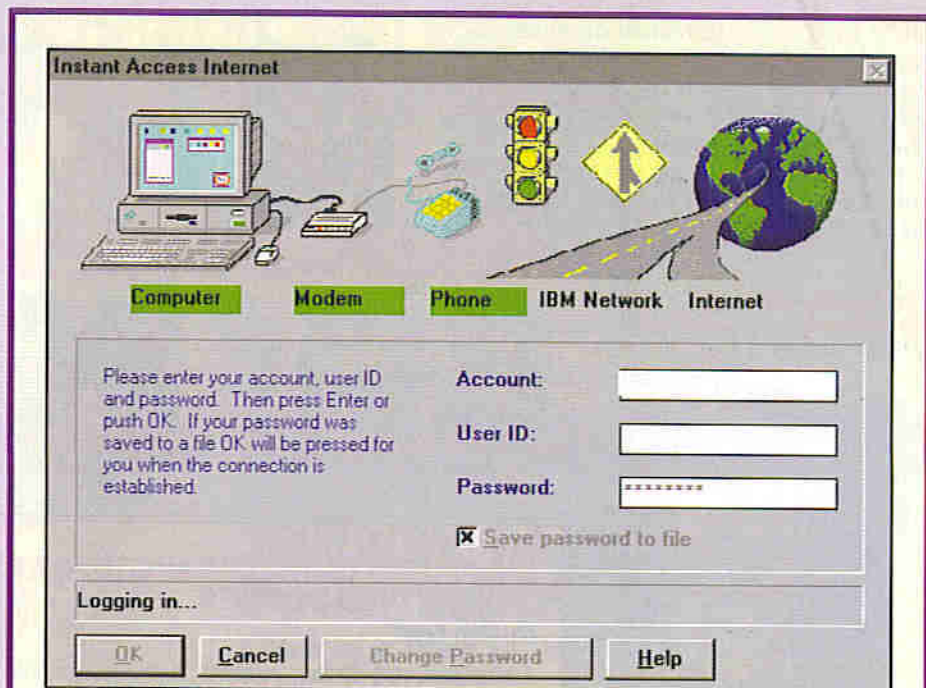 Instant Access Internet
Computer Modem Phone IBM Network Internet
Please enter your account, user ID
and password. Then press Enter or
push OK. If your password was
saved to a file OK will be pressed for
you when the connection is
established.
Account:
User ID:
Password: ********
Save password to file
Logging in...
OK Cancel Change Password Help